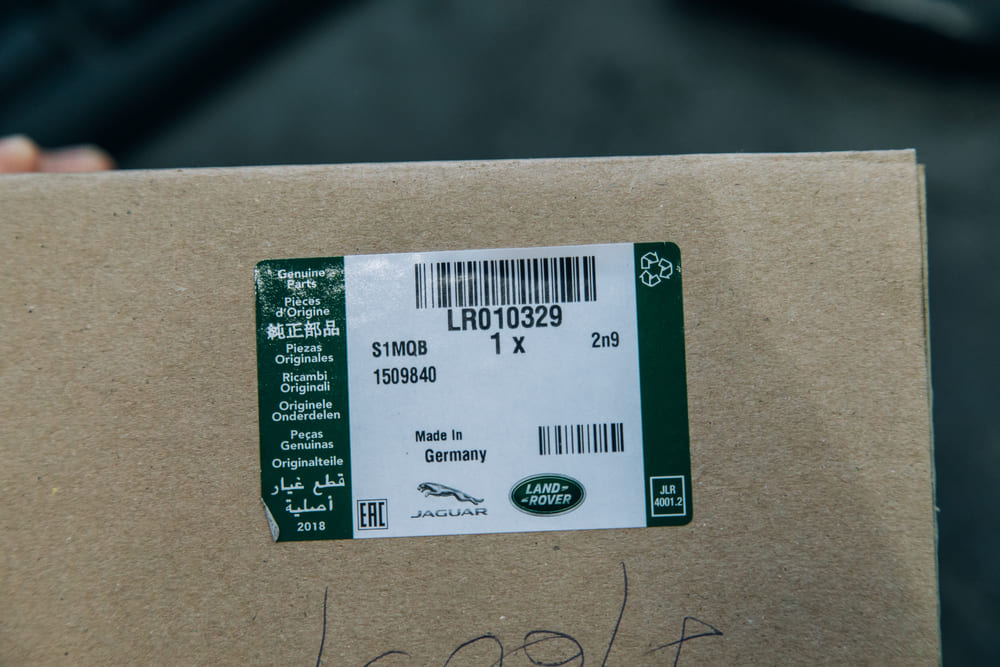 Genuine
Parts
Pièces
d'Origine
純正部品
Piezas
Originales
Ricambi
Originali
Originele
Onderdelen
Peças
Genuinas
Originalteile
قطع غيار
أصلية
2018
LR010329
1 x
2n9
S1MQB
1509840
Made In
Germany
EAC
JAGUAR
LAND-
-ROVER
JLR
4001.2